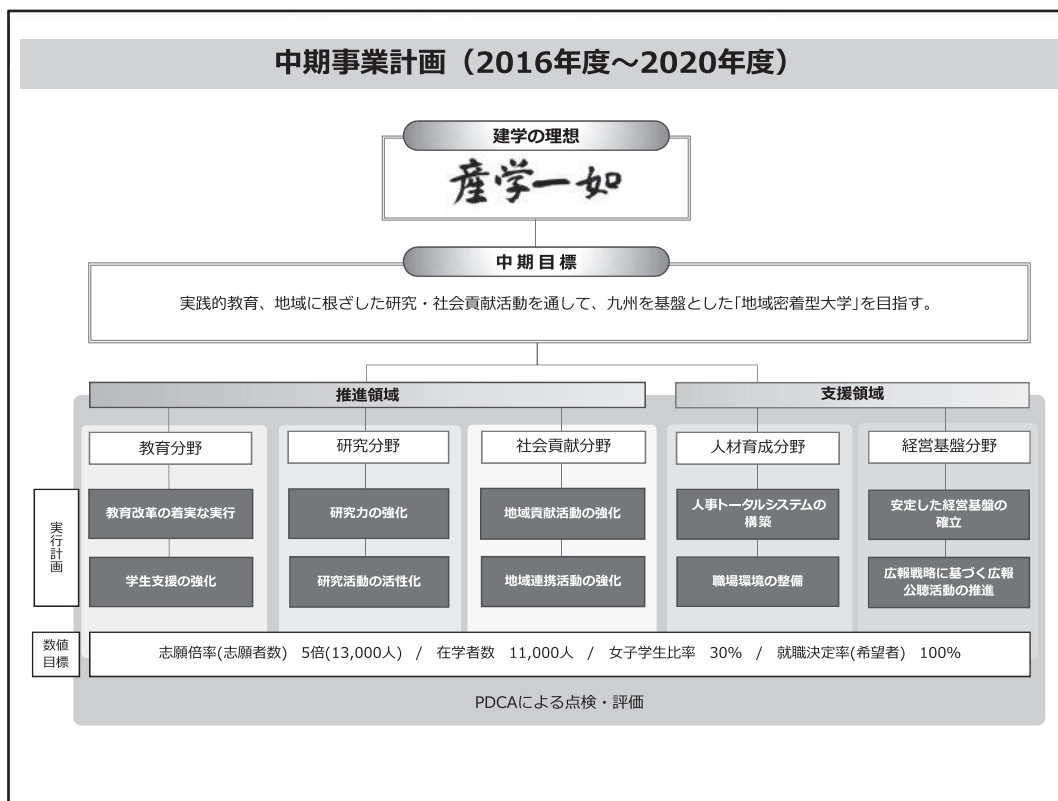 中期事業計画（2016年度～2020年度）
建学の理想
産学一如
中期目標
実践的教育、地域に根ざした研究・社会貢献活動を通して、九州を基盤とした「地域密着型大学」を目指す。
推進領域
支援領域
教育分野
研究分野
社会貢献分野
人材育成分野
経営基盤分野
実行計画
教育改革の着実な実行
研究力の強化
地域貢献活動の強化
人事トータルシステムの
構築
安定した経営基盤の
確立
学生支援の強化
研究活動の活性化
地域連携活動の強化
職場環境の整備
広報戦略に基づく広報
公聴活動の推進
数値
目標
志願倍率(志願者数) 5倍(13,000人) / 在学者数 11,000人 / 女子学生比率 30% / 就職決定率(希望者) 100%
PDCAによる点検・評価